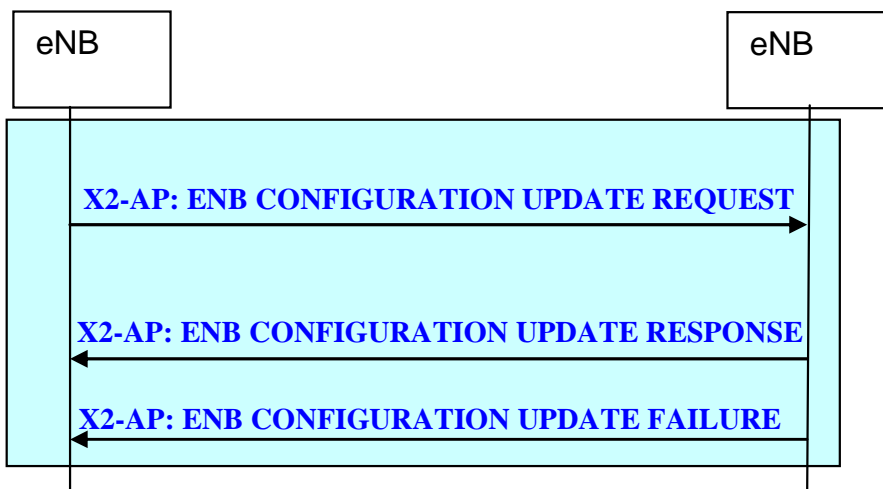 eNB
eNB
X2-AP: ENB CONFIGURATION UPDATE REQUEST
X2-AP: ENB CONFIGURATION UPDATE RESPONSE
X2-AP: ENB CONFIGURATION UPDATE FAILURE